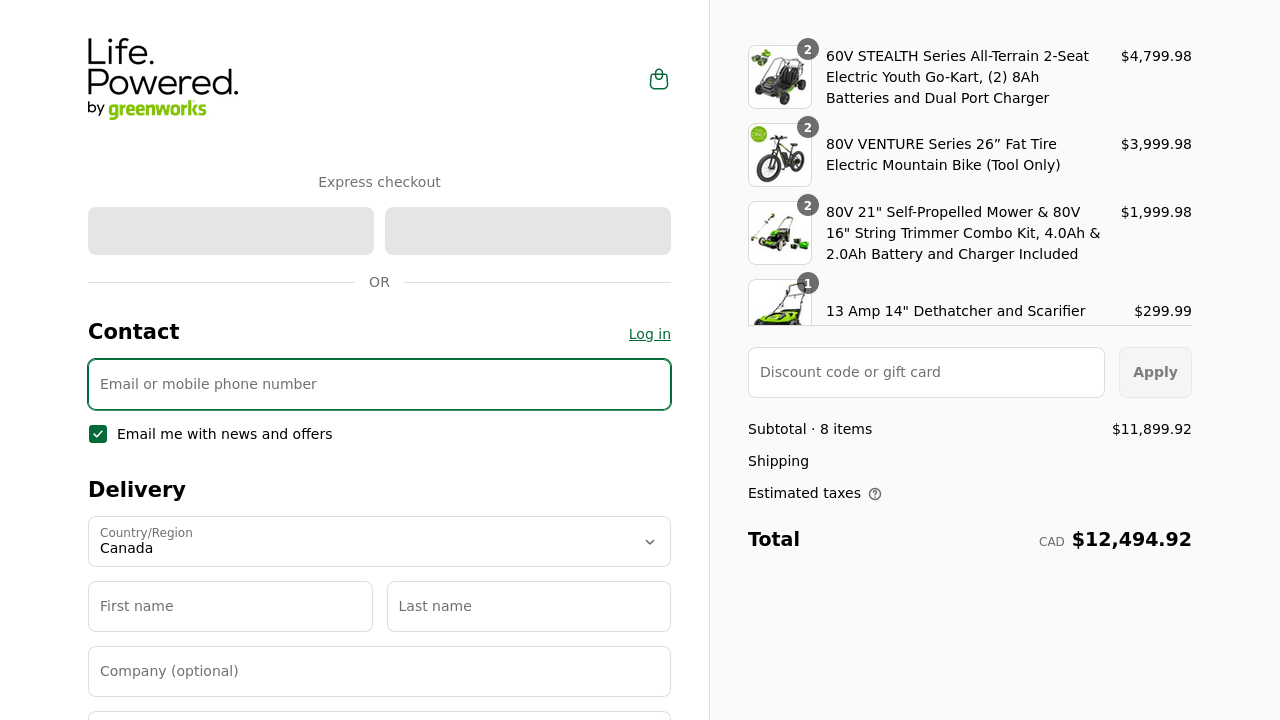 Life.
Powered.
by greenworks
Express checkout
OR
Contact
Log in
Email or mobile phone number
Email me with news and offers
Delivery
Country/Region
Canada
First name
Last name
Company (optional)
2
60V STEALTH Series All-Terrain 2-Seat
Electric Youth Go-Kart, (2) 8Ah
Batteries and Dual Port Charger
$4,799.98
2
80V VENTURE Series 26” Fat Tire
Electric Mountain Bike (Tool Only)
$3,999.98
2
80V 21" Self-Propelled Mower & 80V
16" String Trimmer Combo Kit, 4.0Ah &
2.0Ah Battery and Charger Included
$1,999.98
1
13 Amp 14" Dethatcher and Scarifier
$299.99
Discount code or gift card
Apply
Subtotal · 8 items
$11,899.92
Shipping
Estimated taxes
Total
CAD $12,494.92